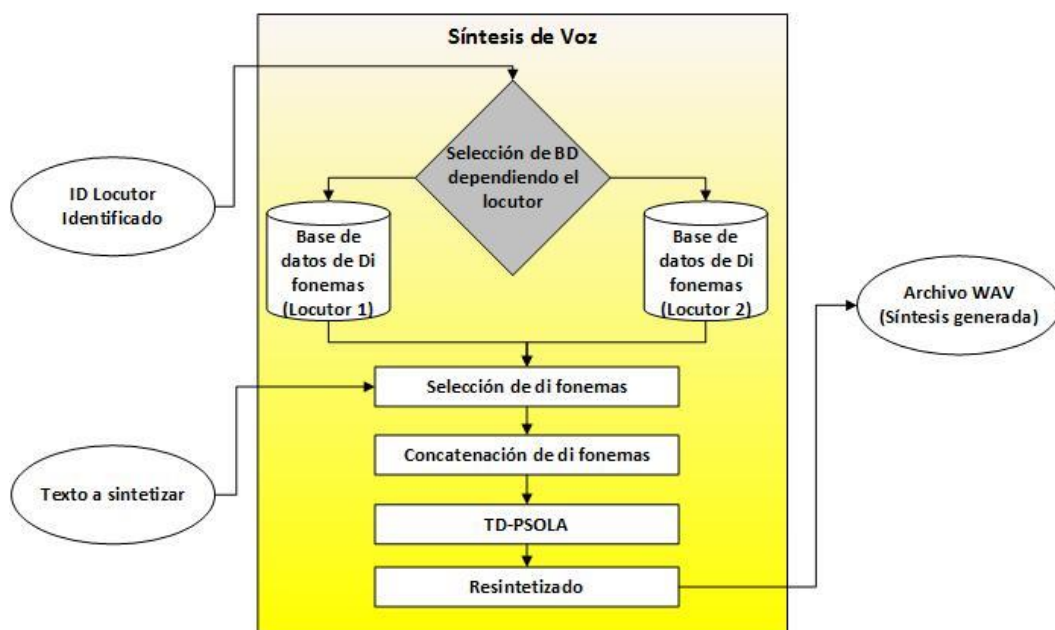 Síntesis de Voz
Selección de BD
dependiendo el
locutor
ID Locutor
Identificado
Base de
datos de Di
fonemas
(Locutor 1)
Base de
datos de Di
fonemas
(Locutor 2)
Archivo WAV
(Síntesis generada)
Selección de di fonemas
Concatenación de di fonemas
Texto a sintetizar
TD-PSOLA
Resintetizado